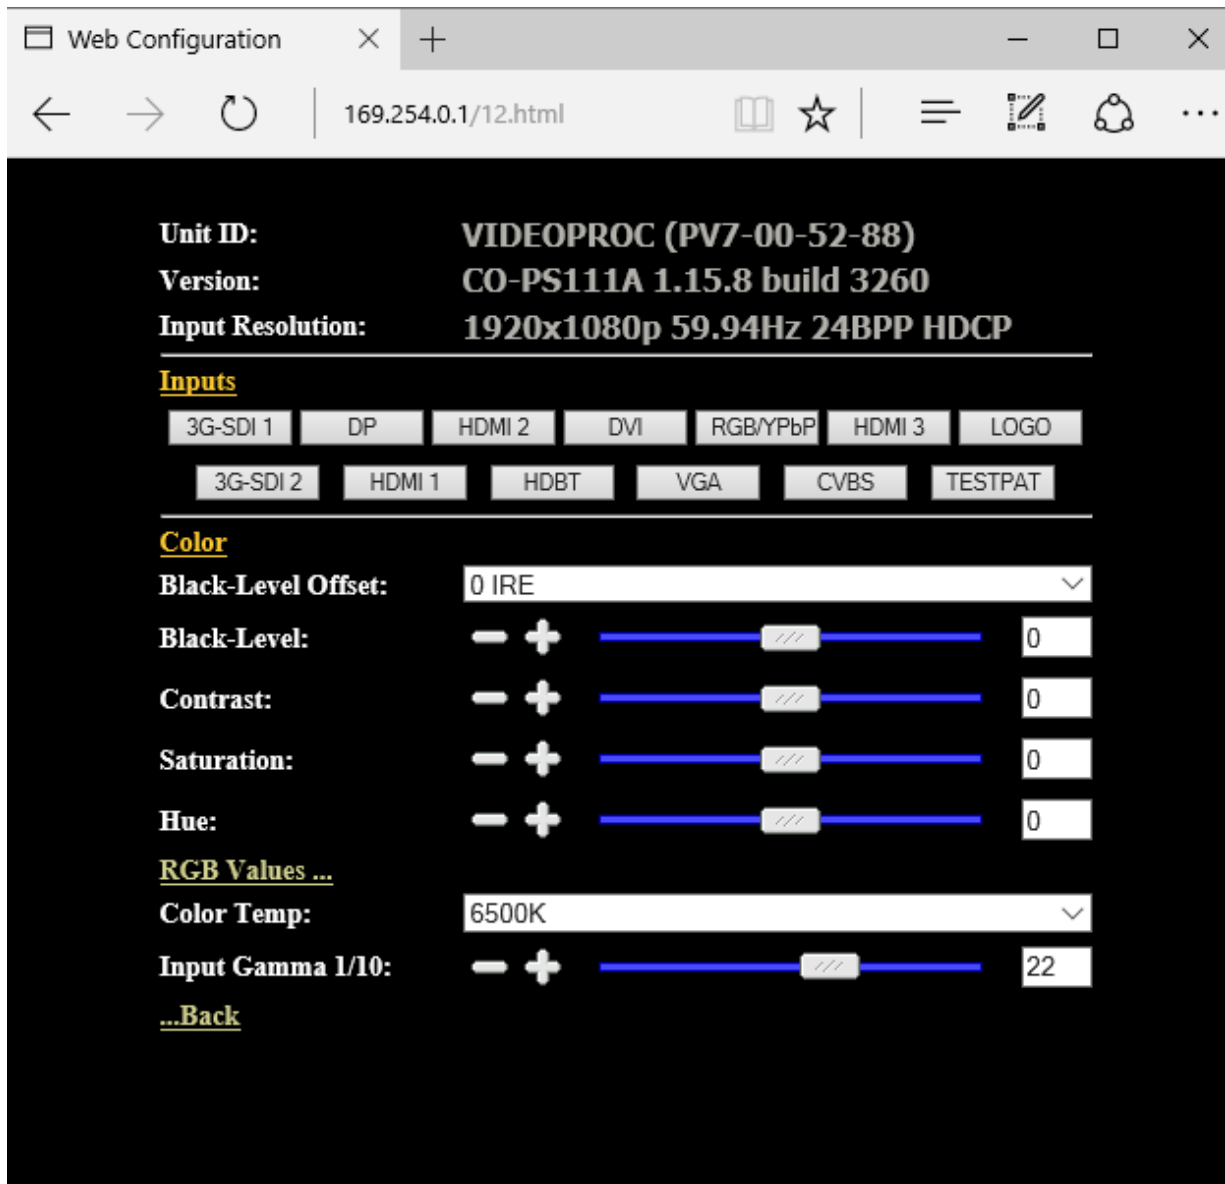 Web Configuration
169.254.0.1/12.html
Unit ID: VIDEOPROC (PV7-00-52-88)
Version: CO-PS111A 1.15.8 build 3260
Input Resolution: 1920x1080p 59.94Hz 24BPP HDCP
Inputs
3G-SDI 1 DP HDMI 2 DVI RGB/YPbP HDMI 3 LOGO
3G-SDI 2 HDMI 1 HDBT VGA CVBS TESTPAT
Color
Black-Level Offset: 0 IRE
Black-Level: 0
Contrast: 0
Saturation: 0
Hue: 0
RGB Values ...
Color Temp: 6500K
Input Gamma 1/10: 22
...Back